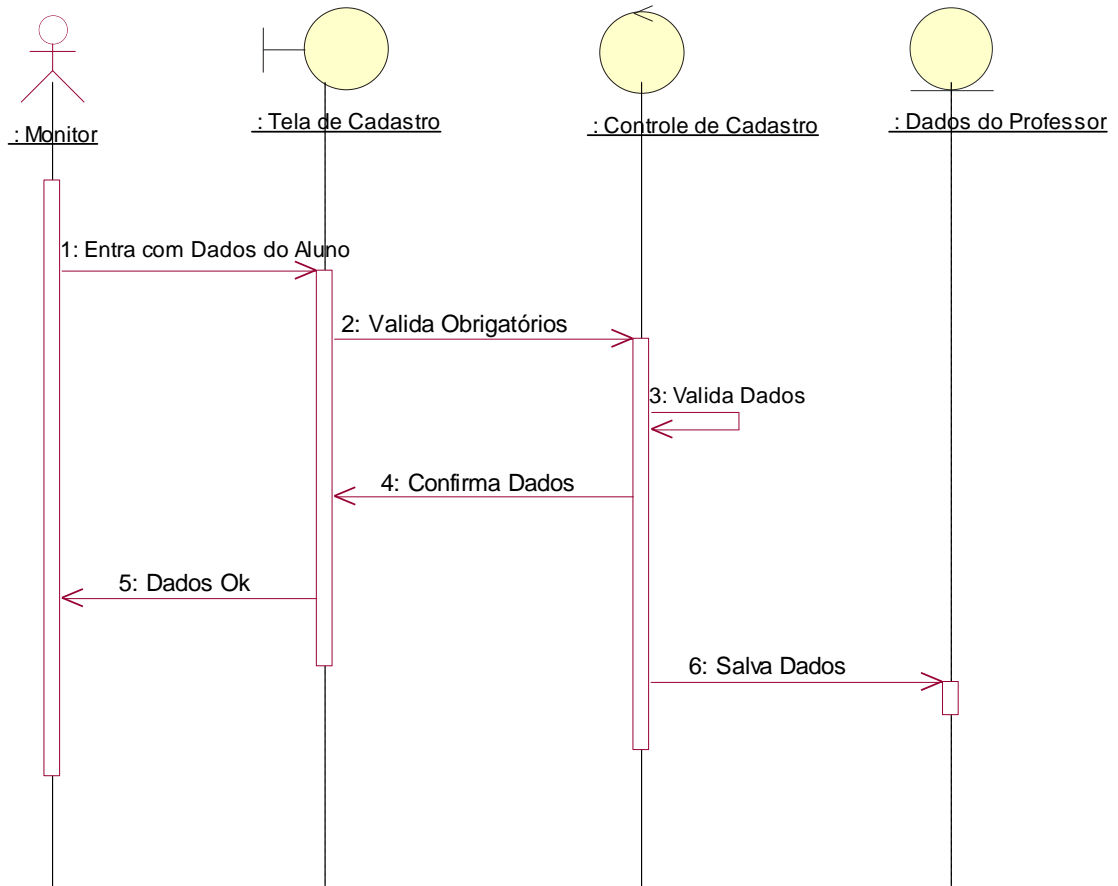 : Monitor
: Tela de Cadastro
: Controle de Cadastro
: Dados do Professor
1: Entra com Dados do Aluno
2: Valida Obrigatórios
3: Valida Dados
4: Confirma Dados
5: Dados Ok
6: Salva Dados